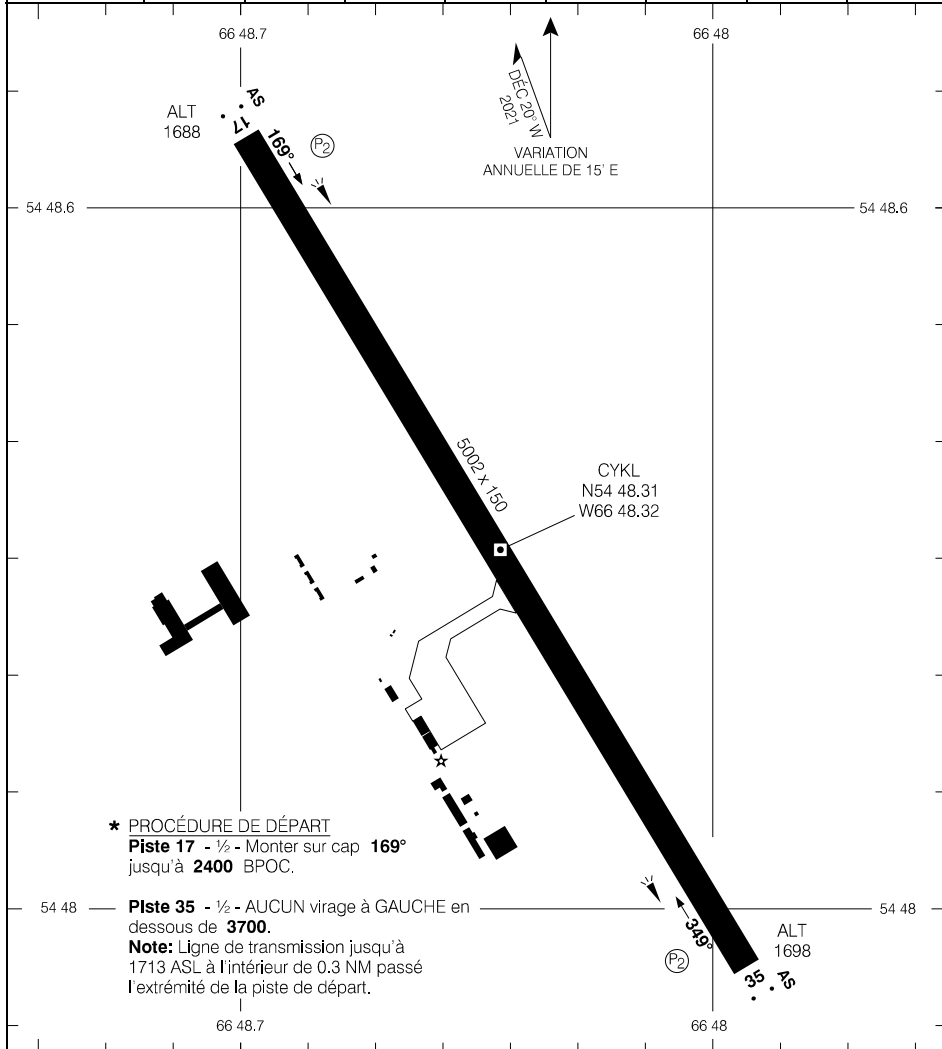 66 48.7
66 48
DÉC 20° W
2021
VARIATION
ANNUELLE DE 15' E
ALT
1688
AS
17
169°
P2
54 48.6
54 48.6
5002 x 150
CYKL
N54 48.31
W66 48.32
* PROCÉDURE DE DÉPART
Piste 17 - ½ - Monter sur cap 169°
jusqu'à 2400 BPOC.
54 48
Piste 35 - ½ - AUCUN virage à GAUCHE en
dessous de 3700.
Note: Ligne de transmission jusqu'à
1713 ASL à l'intérieur de 0.3 NM passé
l'extrémité de la piste de départ.
54 48
349°
P2
ALT
1698
35
AS
66 48.7
66 48